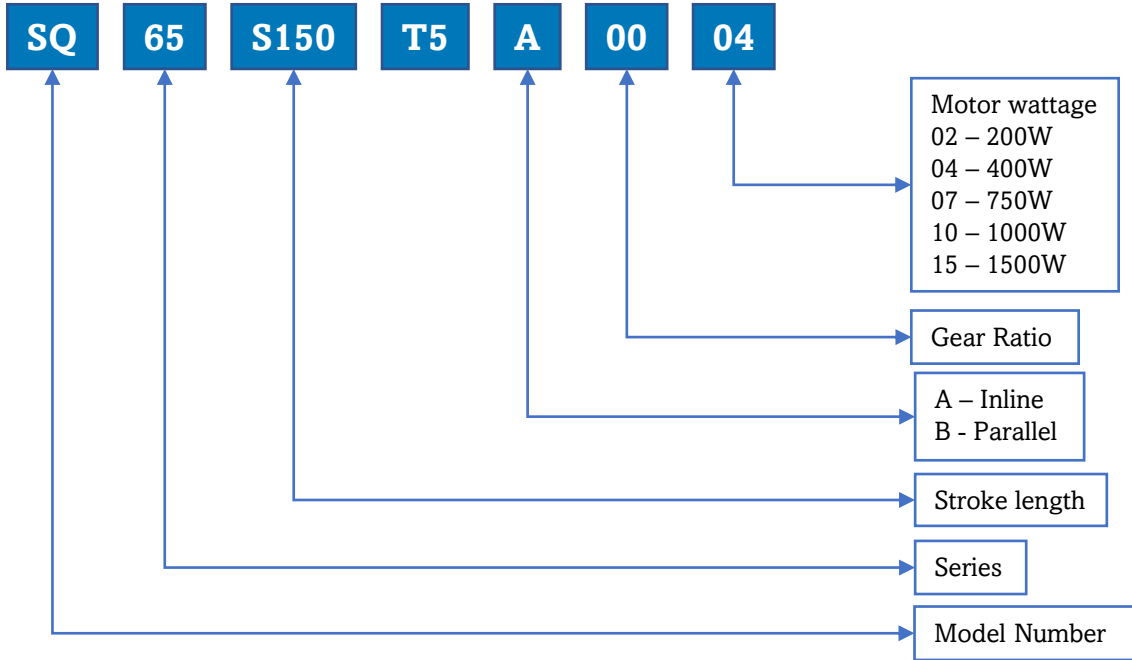 SQ 65 S150 T5 A 00 04
Motor wattage
02 – 200W
04 – 400W
07 – 750W
10 – 1000W
15 – 1500W
Gear Ratio
A – Inline
B - Parallel
Stroke length
Series
Model Number